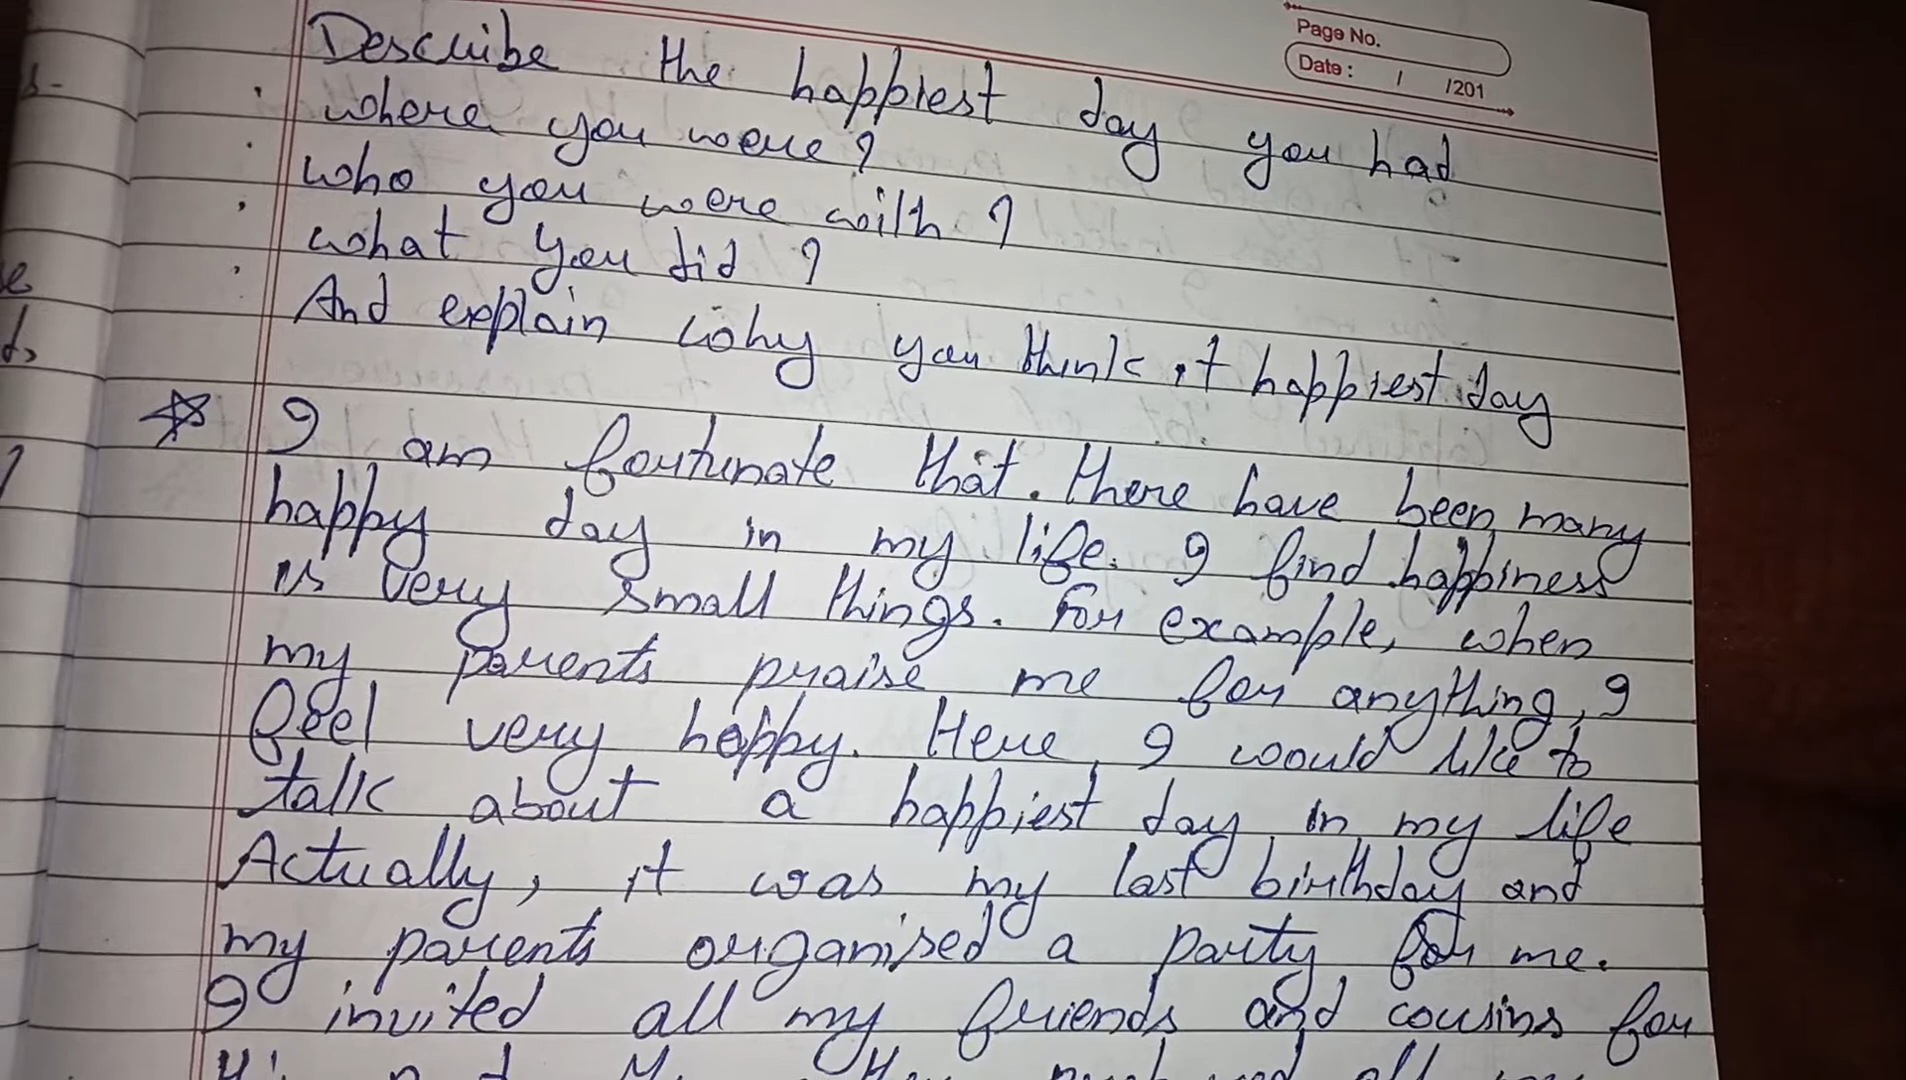 Page No.
Date : / /201
Describe the happiest day you had
where you were?
who you were with?
what you did?
And explain why you think it happiest day
I am fortunate that. there have been many
happy day in my life. I find happiness
is very small things. For example, when
my parents praise me for anything, I
feel very happy. Here, I would like to
talk about a happiest day in my life
Actually, it was my last birthday and
my parents organised a party for me.
I invited all my friends and cousins for